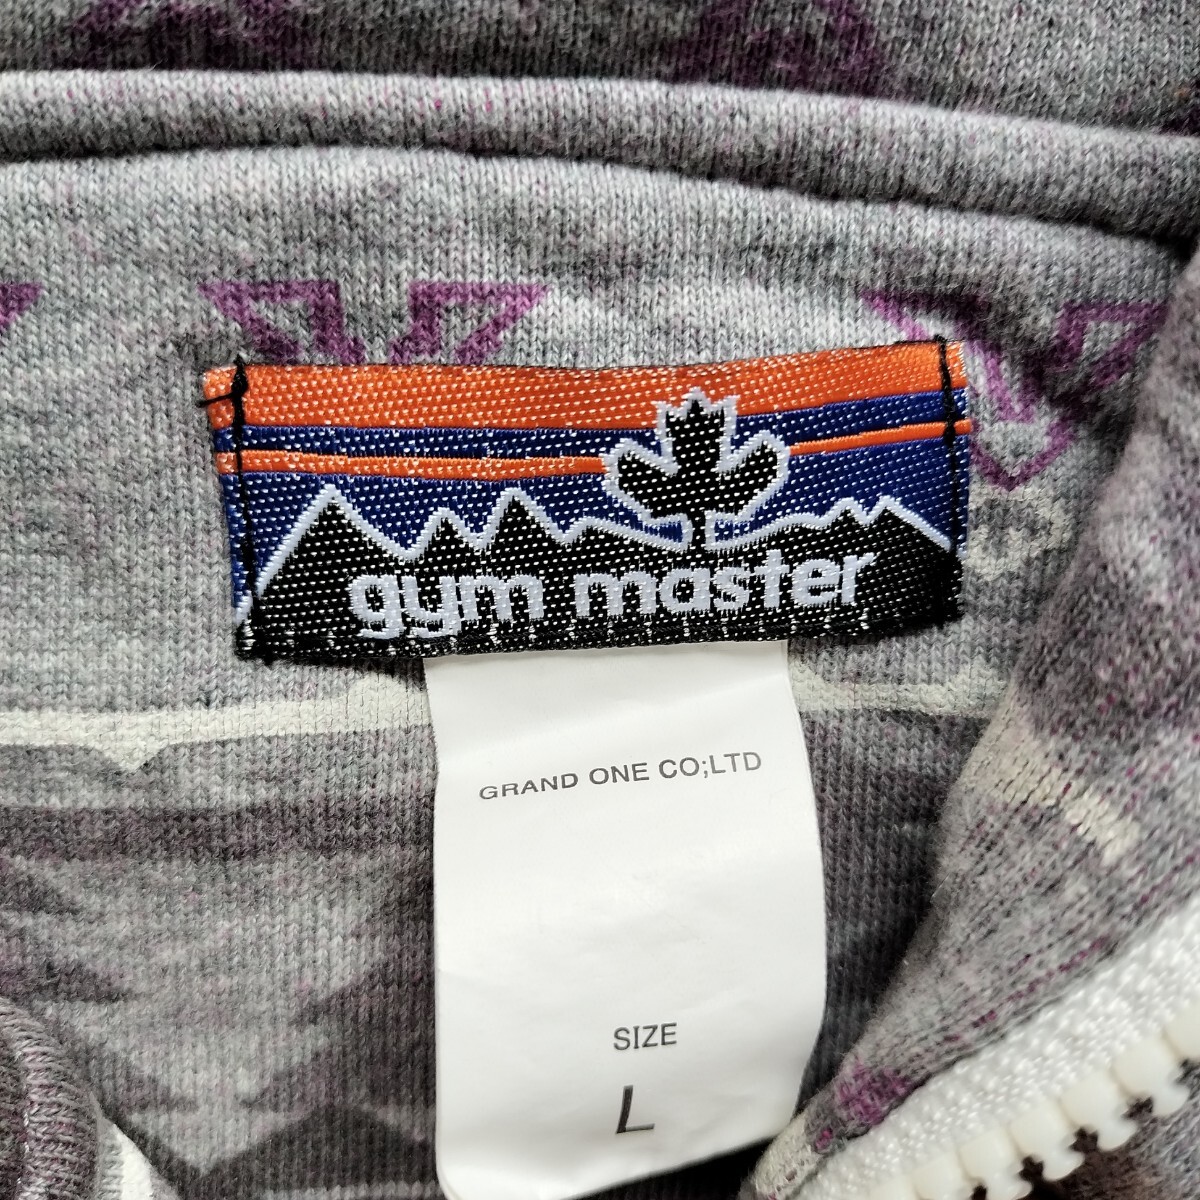 gym master
GRAND ONE CO;LTD
SIZE
L